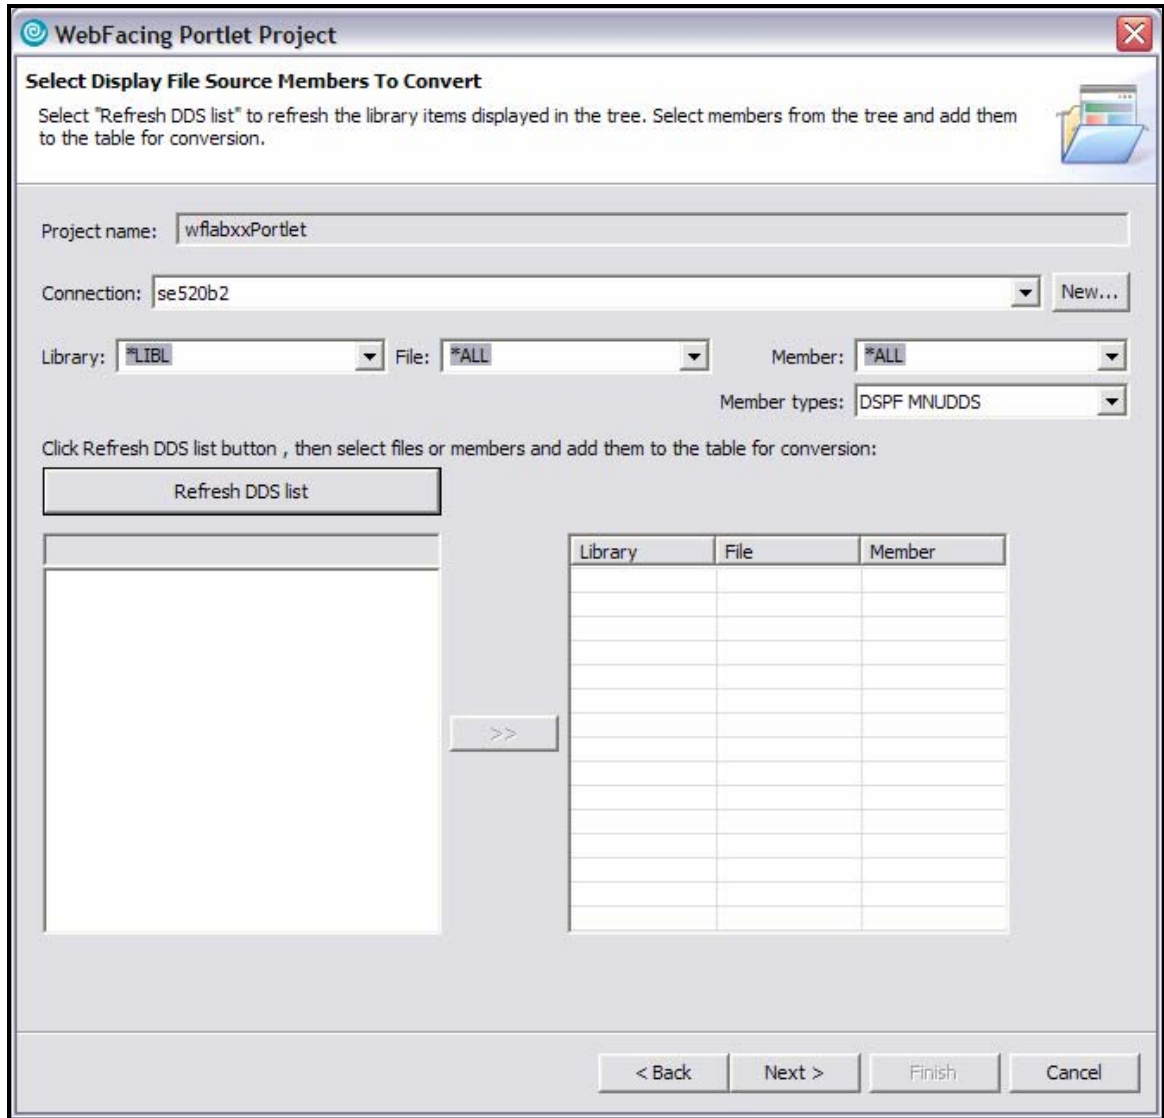 WebFacing Portlet Project
Select Display File Source Members To Convert
Select "Refresh DDS list" to refresh the library items displayed in the tree. Select members from the tree and add them
to the table for conversion.
Project name: wflabxxPortlet
Connection: se520b2 New...
Library: *LIBL File: *ALL Member: *ALL
Member types: DSPF MNUDDS
Click Refresh DDS list button , then select files or members and add them to the table for conversion:
Refresh DDS list
Library File Member
>>
< Back Next > Finish Cancel